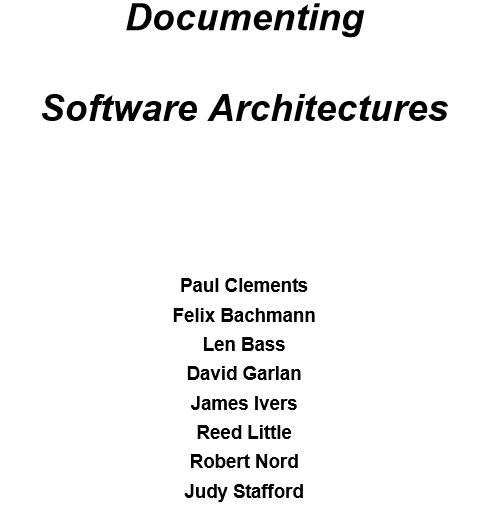 Documenting
Software Architectures
Paul Clements
Felix Bachmann
Len Bass
David Garlan
James Ivers
Reed Little
Robert Nord
Judy Stafford